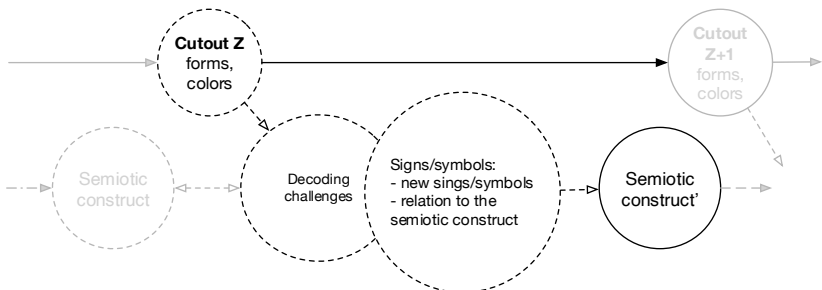 Cutout Z
forms,
colors
Cutout
Z+1
forms,
colors
Semiotic
construct
Decoding
challenges
Signs/symbols:
- new sings/symbols
- relation to the
semiotic construct
Semiotic
construct’